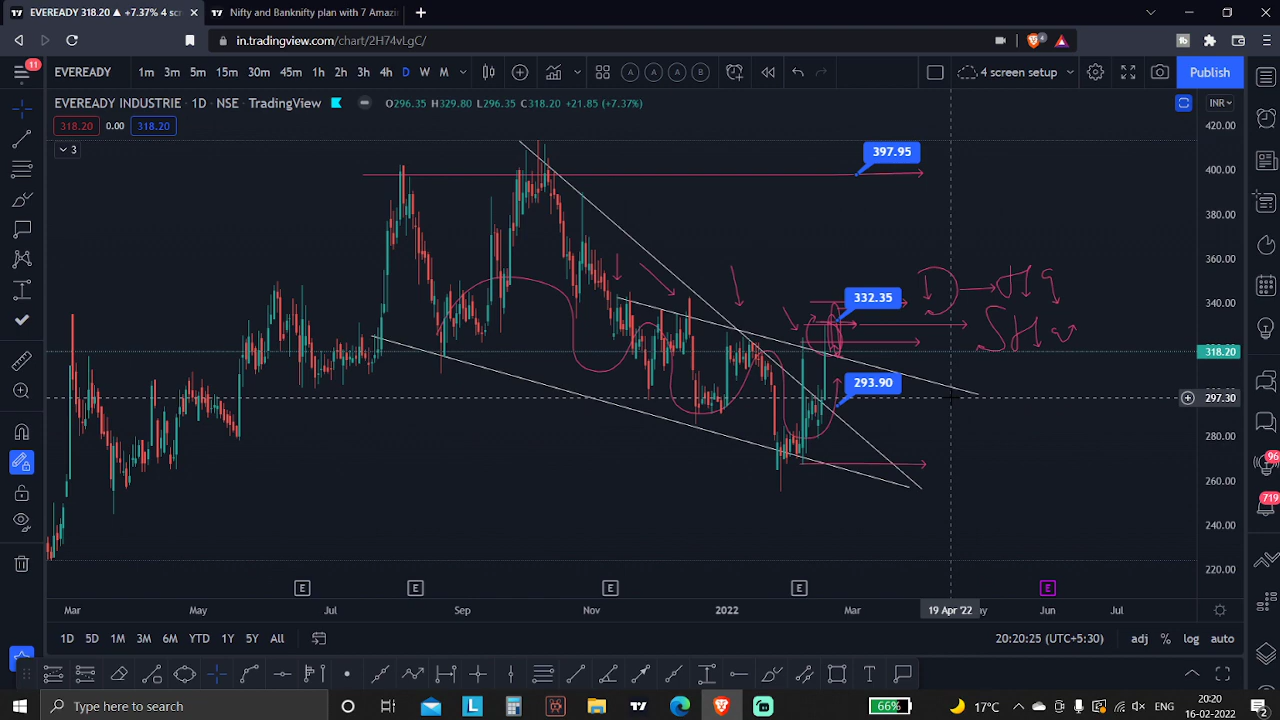 EVEREADY 318.20 ▲ +7.37% 4 scr
Nifty and Banknifty plan with 7 Amazi
in.tradingview.com/chart/2H74vLgC/
4
11
EVEREADY
1m 3m 5m 15m 30m 45m 1h 2h 3h 4h D W M
A A A B
4 screen setup
Publish
EVEREADY INDUSTRIE · 1D · NSE · TradingView
O296.35 H329.80 L296.35 C318.20 +21.85 (+7.37%)
INR
318.20 0.00 318.20
3
420.00
397.95
400.00
380.00
360.00
332.35
340.00
318.20
293.90
297.30
280.00
260.00
240.00
220.00
96
719
E E E E E
Mar May Jul Sep Nov 2022 Mar 19 Apr '22 Jun Jul
1D 5D 1M 3M 6M YTD 1Y 5Y All
20:20:25 (UTC+5:30) adj % log auto
Type here to search
66%
17°C
ENG
20:20
16-02-2022
2